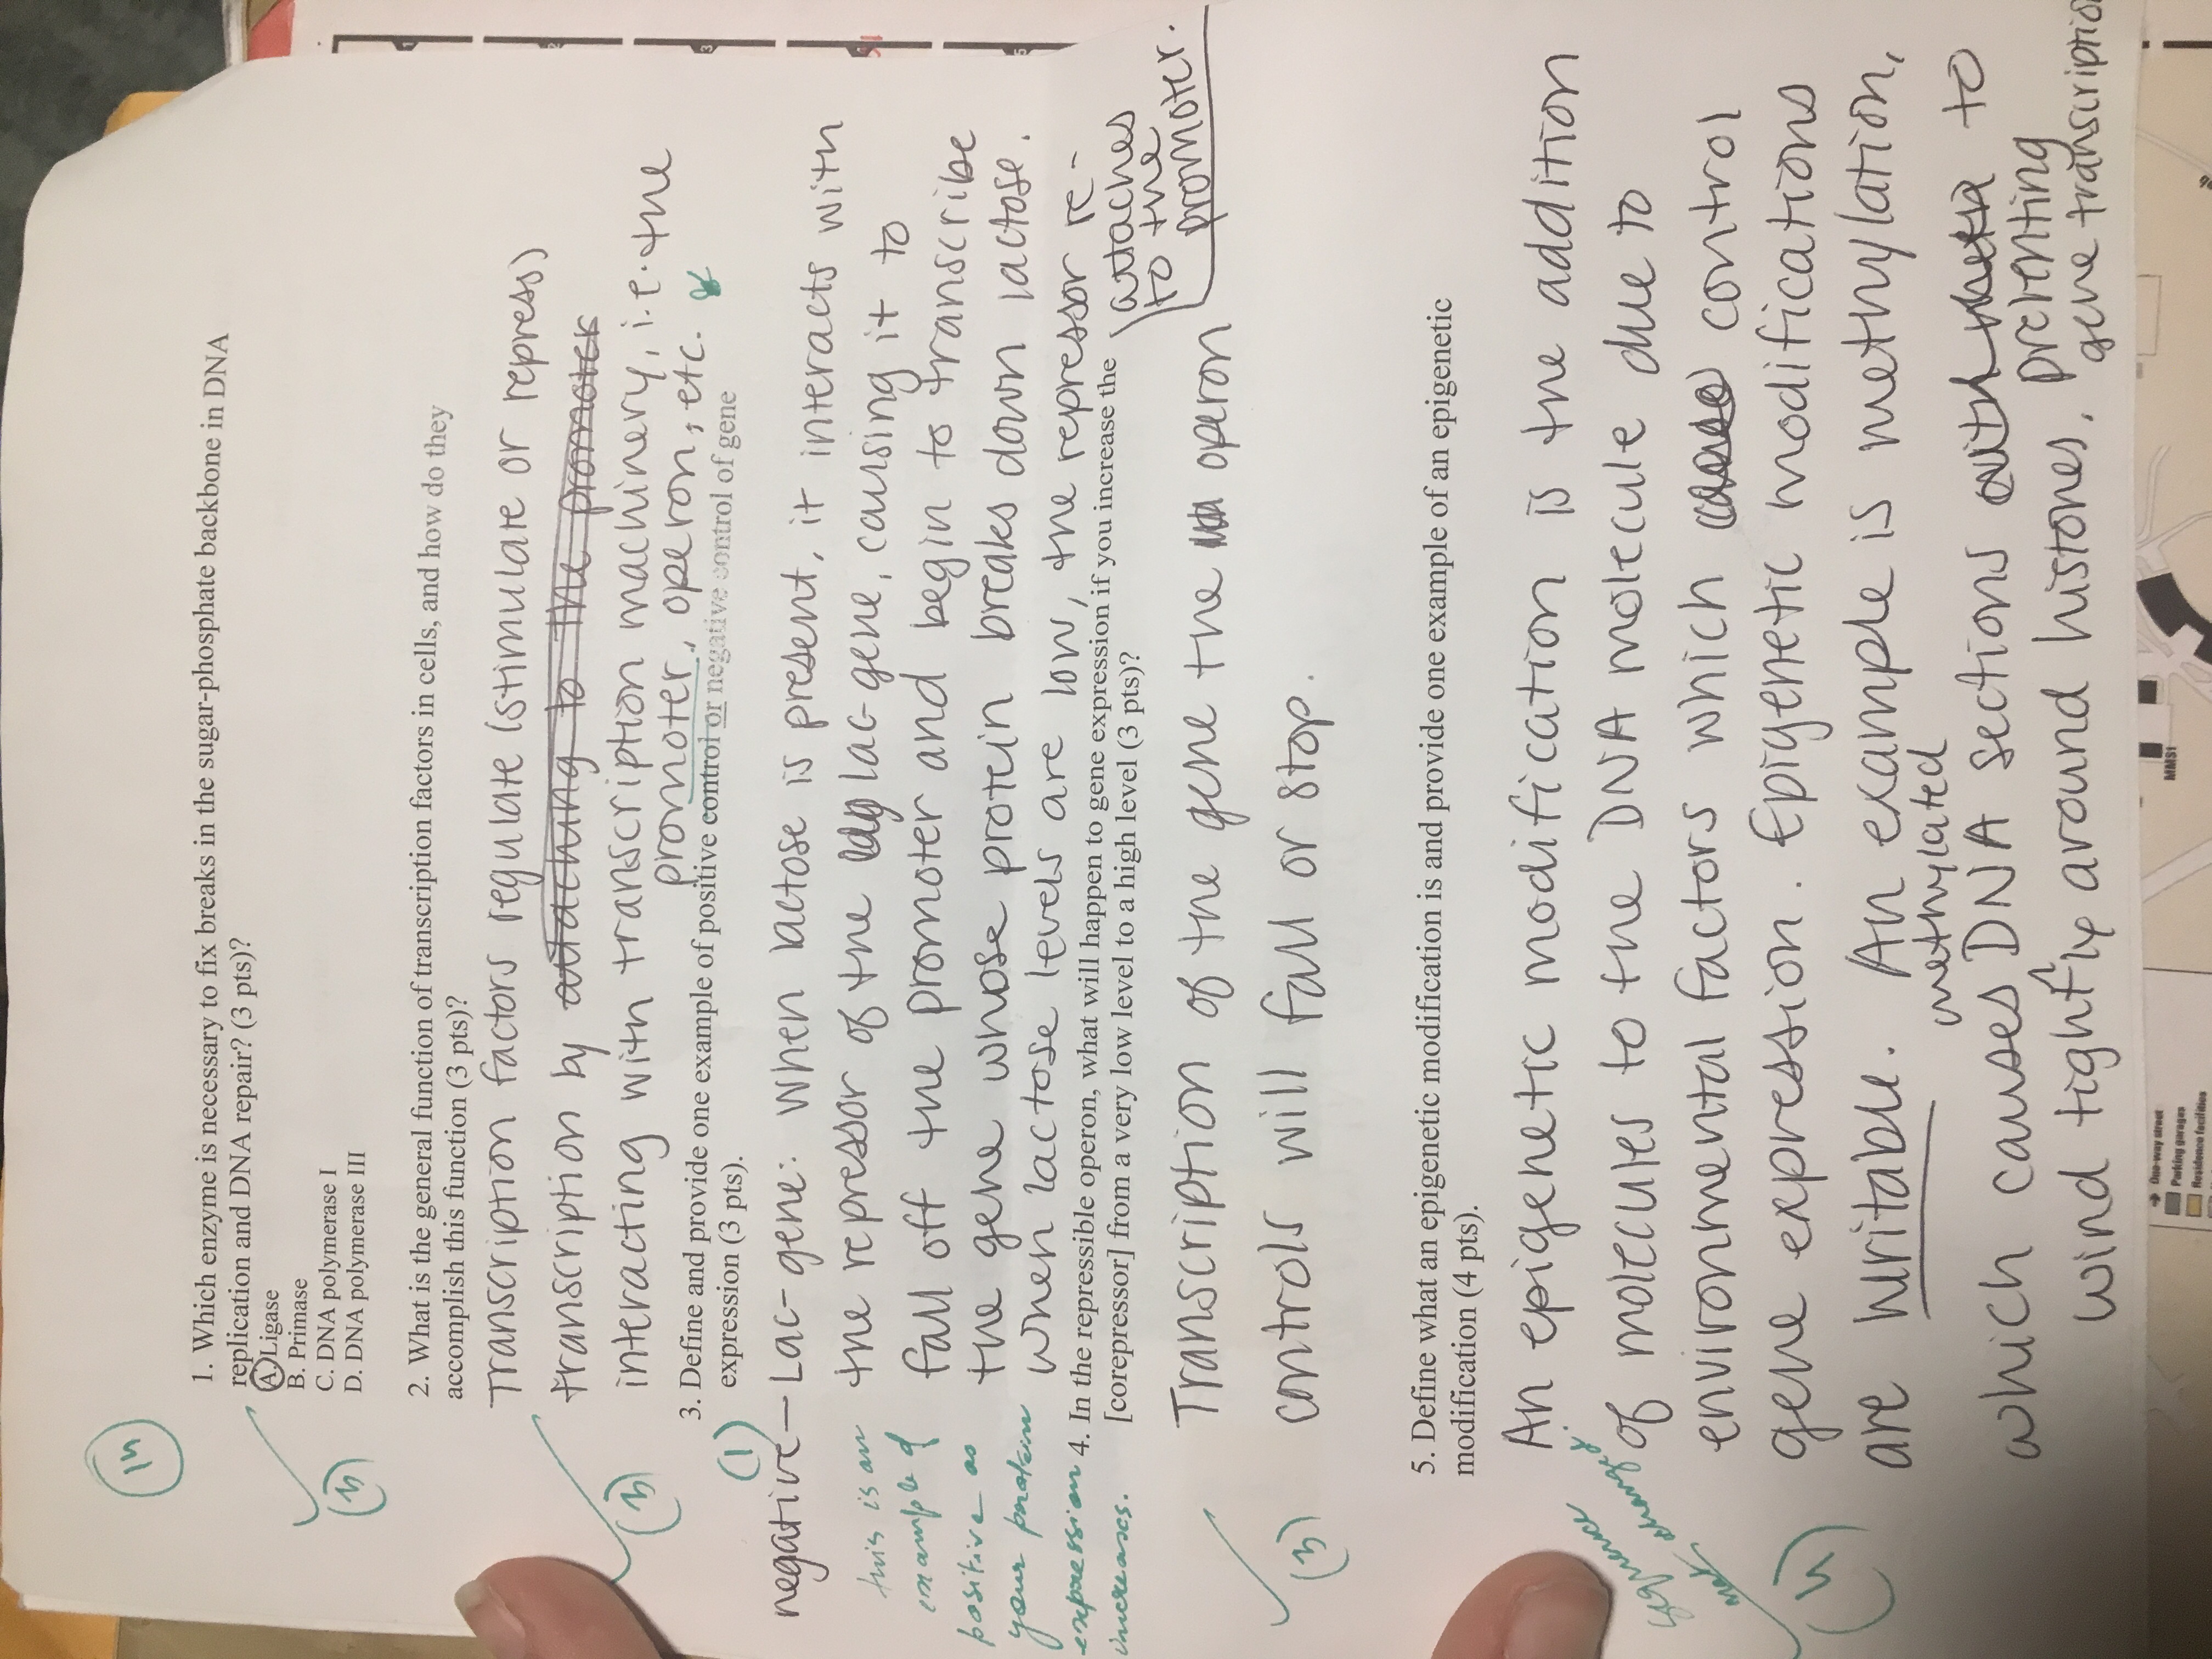 14
1. Which enzyme is necessary to fix breaks in the sugar-phosphate backbone in DNA
replication and DNA repair? (3 pts)?
A. Ligase
B. Primase
C. DNA polymerase I
D. DNA polymerase III
(3)
2. What is the general function of transcription factors in cells, and how do they
accomplish this function (3 pts)?
Transcription factors regulate (stimulate or repress)
transcription by attaching to the promoter
interacting with transcription machinery, i.e. the
promoter, operon, etc.
(3)
3. Define and provide one example of positive control or negative control of gene
expression (3 pts).
(1)
negative - Lac-gene: When lactose is present, it interacts with
the repressor of the lac-gene, causing it to
fall off the promoter and begin to transcribe
the gene whose protein breaks down lactose.
When lactose levels are low, the repressor re-
attaches
to the
promoter.
this is an
example of
positive as
your protein
expression
increases.
4. In the repressible operon, what will happen to gene expression if you increase the
[corepressor] from a very low level to a high level (3 pts)?
Transcription of the gene the operon
controls will fall or stop.
(3)
5. Define what an epigenetic modification is and provide one example of an epigenetic
modification (4 pts).
An epigenetic modification is the addition
of molecules to the DNA molecule due to
environmental factors which control
gene expression. Epigenetic modifications
are heritable. An example is methylation,
methylated
which causes DNA sections to
wind tightly around histones, preventing
gene transcriptio
sequence
not changed.
(4)
One-way street
Parking garages
Residence facilities
MMS1
1
2
3
5